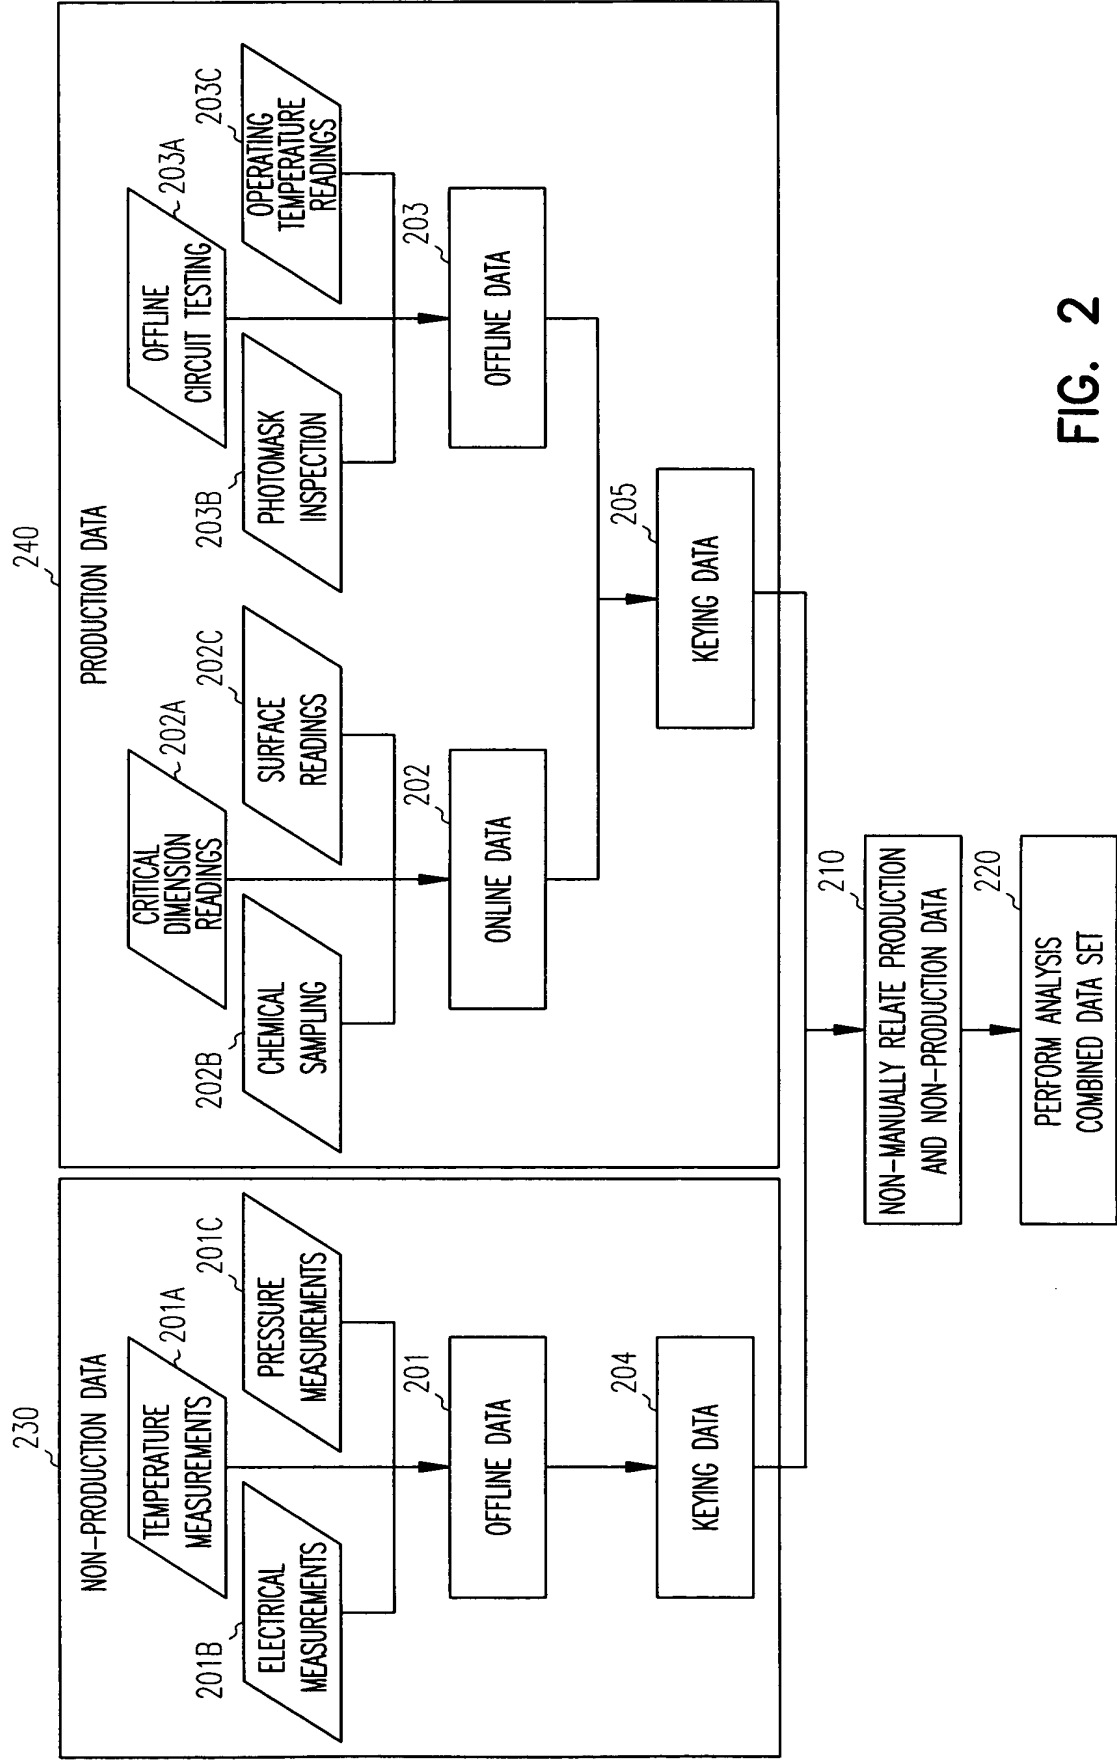 230
NON-PRODUCTION DATA
TEMPERATURE
MEASUREMENTS
201A
201B
ELECTRICAL
MEASUREMENTS
PRESSURE
MEASUREMENTS
201C
OFFLINE DATA
201
KEYING DATA
204
240
PRODUCTION DATA
CRITICAL
DIMENSION
READINGS
202A
202B
CHEMICAL
SAMPLING
SURFACE
READINGS
202C
ONLINE DATA
202
OFFLINE
CIRCUIT TESTING
203A
203B
PHOTOMASK
INSPECTION
OPERATING
TEMPERATURE
READINGS
203C
OFFLINE DATA
203
KEYING DATA
205
NON-MANUALLY RELATE PRODUCTION
AND NON-PRODUCTION DATA
210
PERFORM ANALYSIS
COMBINED DATA SET
220
FIG. 2